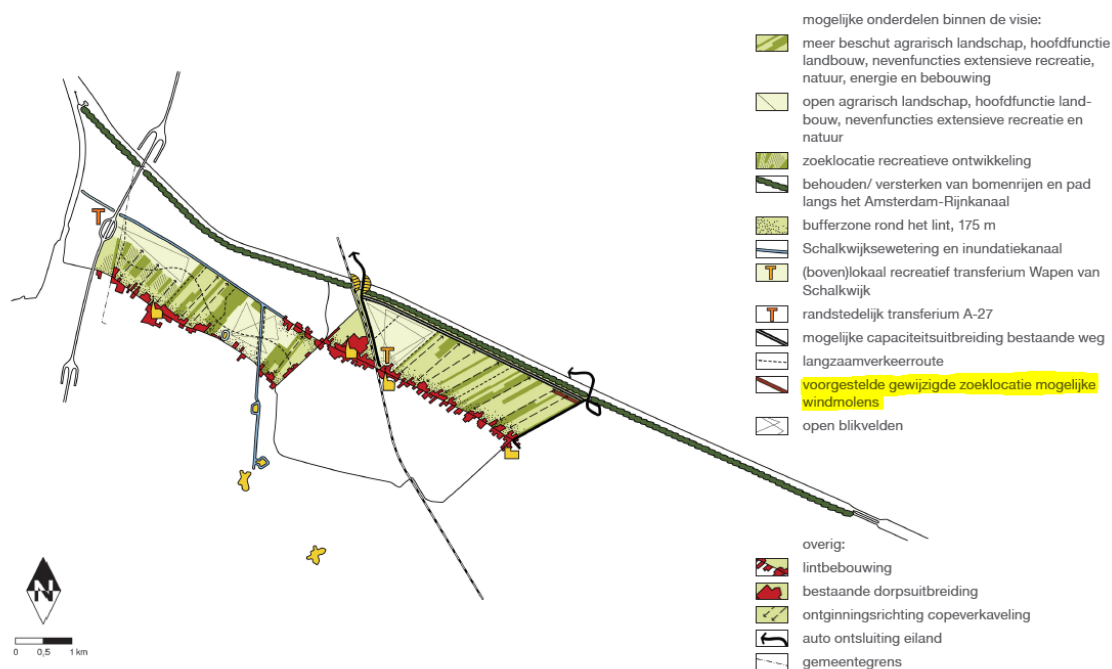 mogelijke onderdelen binnen de visie:
meer beschut agrarisch landschap, hoofdfunctie
landbouw, nevenfuncties extensieve recreatie,
natuur, energie en bebouwing
open agrarisch landschap, hoofdfunctie land-
bouw, nevenfuncties extensieve recreatie en
natuur
zoeklocatie recreatieve ontwikkeling
behouden/ versterken van bomenrijen en pad
langs het Amsterdam-Rijnkanaal
bufferzone rond het lint, 175 m
Schalkwijksewetering en inundatiekanaal
T (boven)lokaal recreatief transferium Wapen van
Schalkwijk
T randstedelijk transferium A-27
mogelijke capaciteitsuitbreiding bestaande weg
langzaamverkeerroute
voorgestelde gewijzigde zoeklocatie mogelijke
windmolens
open blikvelden
T
T
overig:
lintbebouwing
bestaande dorpsuitbreiding
ontginningsrichting copeverkaveling
auto ontsluiting eiland
gemeentegrens
N
0 0,5 1 km